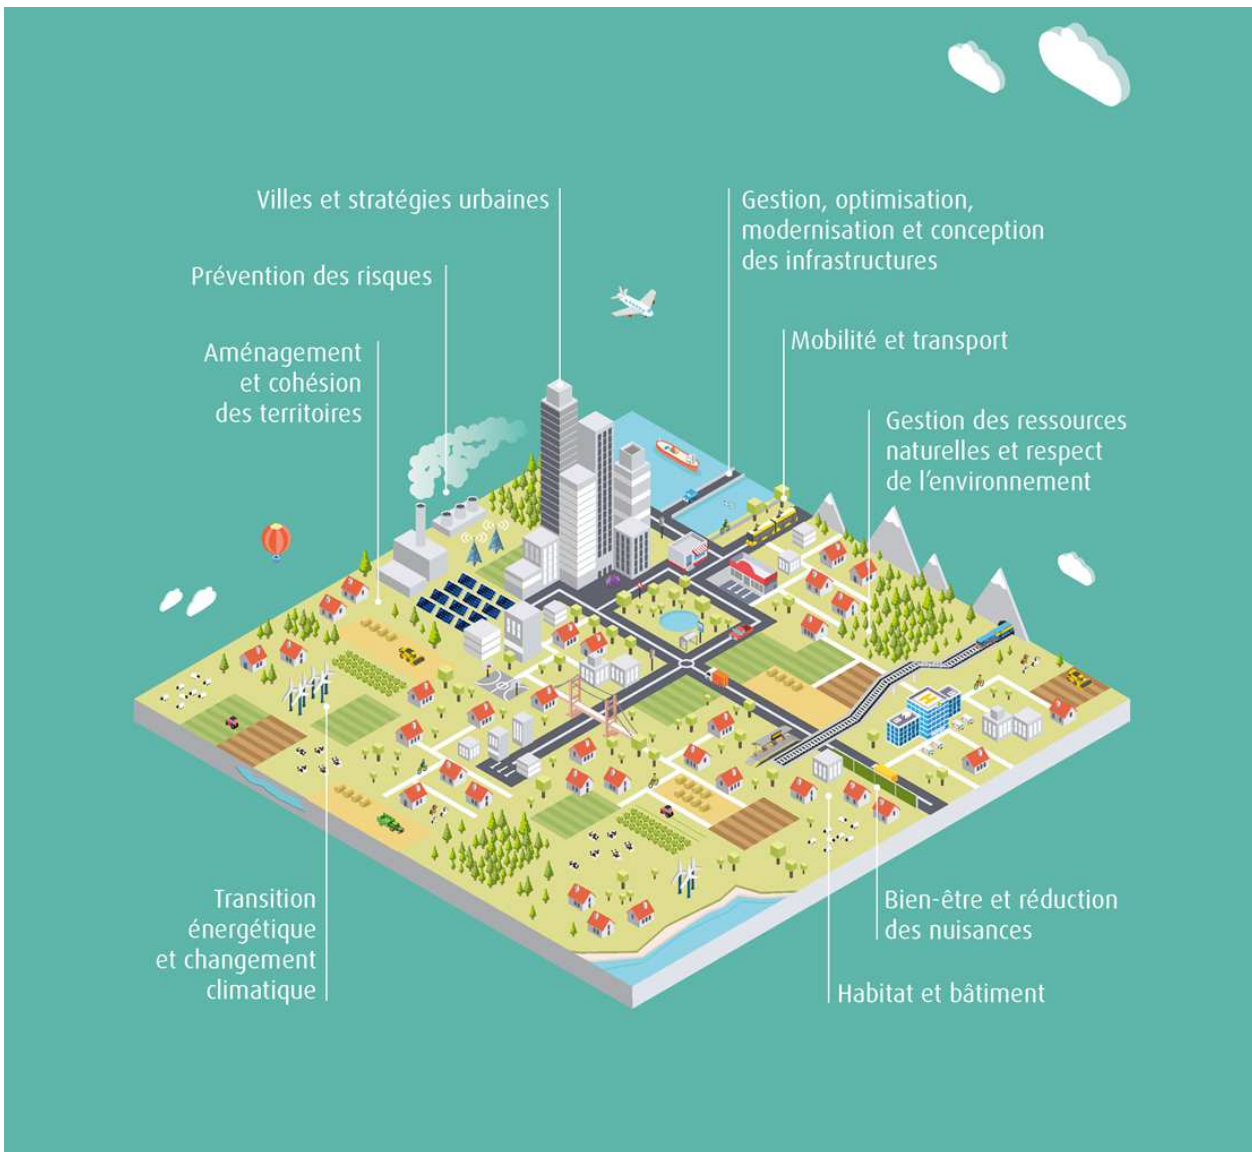 Villes et stratégies urbaines
Gestion, optimisation,
modernisation et conception
des infrastructures
Prévention des risques
Mobilité et transport
Aménagement
et cohésion
des territoires
Gestion des ressources
naturelles et respect
de l'environnement
Transition
énergétique
et changement
climatique
Bien-être et réduction
des nuisances
Habitat et bâtiment
H